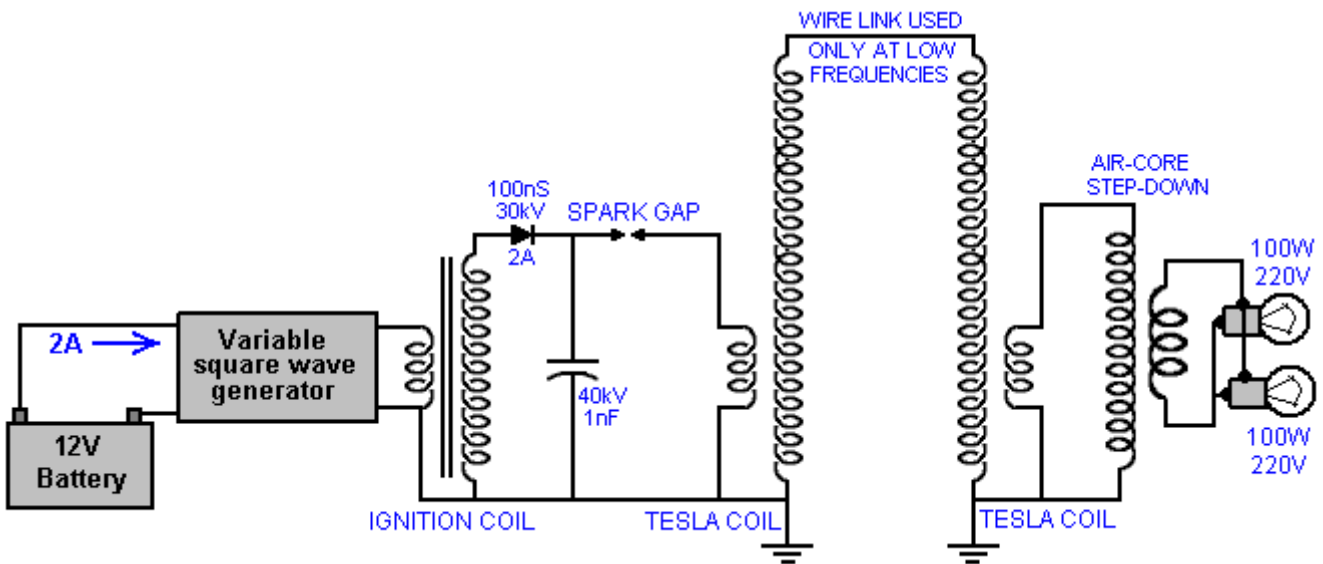 WIRE LINK USED
ONLY AT LOW
FREQUENCIES
AIR-CORE
STEP-DOWN
100nS
30kV
2A
SPARK GAP
100W
220V
2A
Variable
square wave
generator
40kV
1nF
12V
Battery
100W
220V
IGNITION COIL
TESLA COIL
TESLA COIL